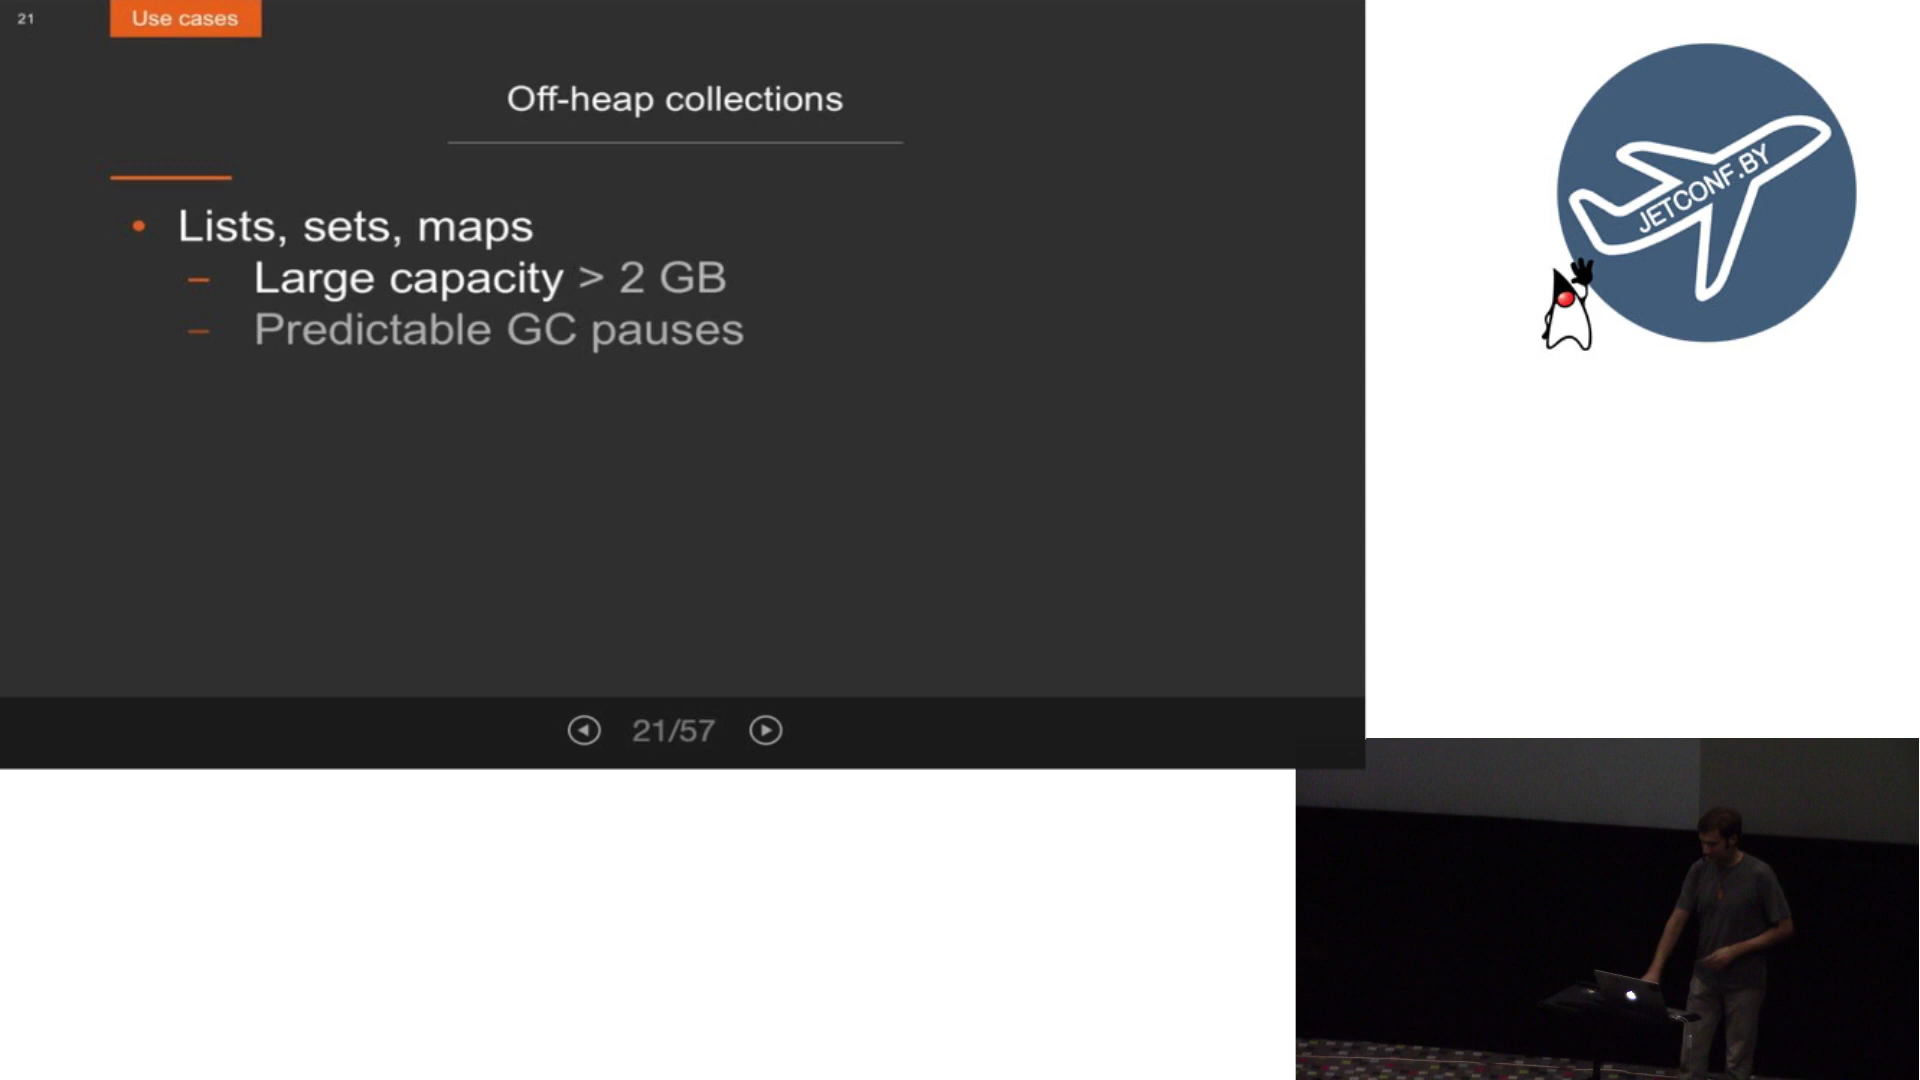 21
Use cases
Off-heap collections
• Lists, sets, maps
– Large capacity > 2 GB
– Predictable GC pauses
21/57
JETCONF.BY